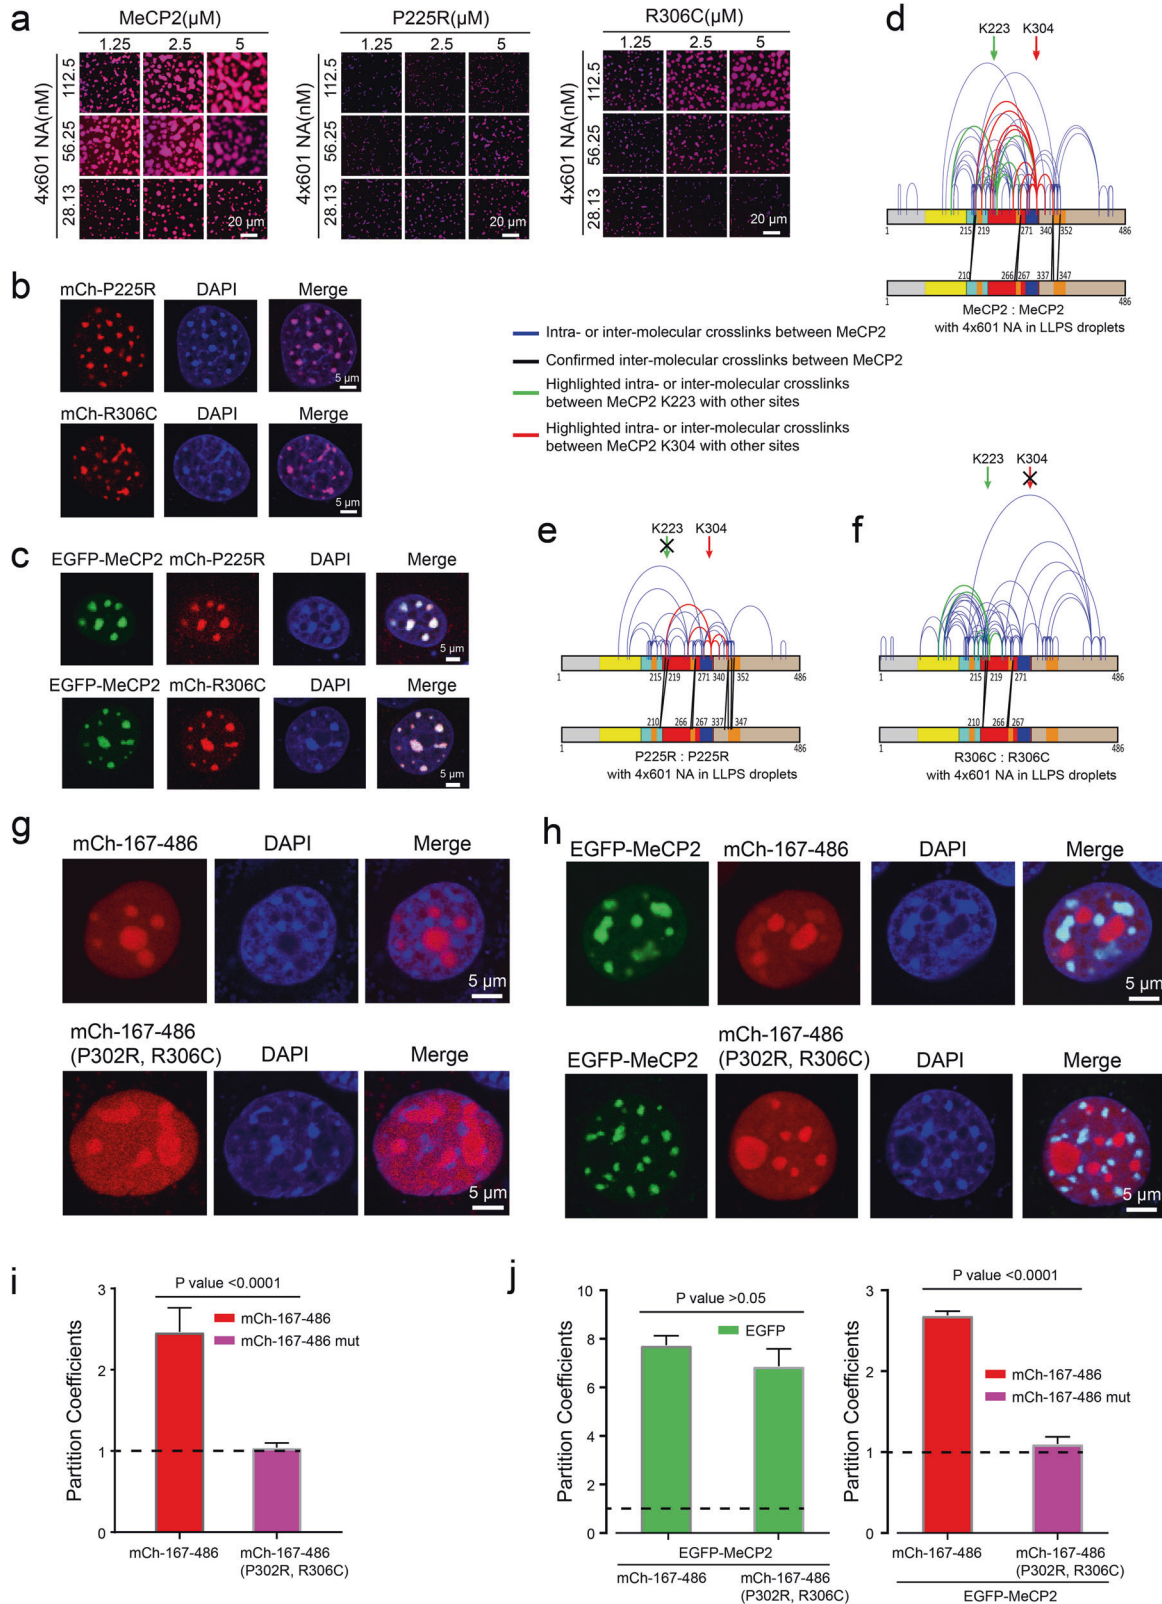 a
MeCP2(µM)
1.25 2.5 5
4x601 NA(nM)
112.5
56.25
28.13
20 µm
P225R(µM)
1.25 2.5 5
4x601 NA(nM)
112.5
56.25
28.13
20 µm
R306C(µM)
1.25 2.5 5
4x601 NA(nM)
112.5
56.25
28.13
20 µm
d
K223 K304
1 215 219 271 340 352 486
210 266 267 337 347
1 486
MeCP2 : MeCP2
with 4x601 NA in LLPS droplets
b
mCh-P225R DAPI Merge
5 µm
mCh-R306C DAPI Merge
5 µm
Intra- or inter-molecular crosslinks between MeCP2
Confirmed inter-molecular crosslinks between MeCP2
Highlighted intra- or inter-molecular crosslinks
between MeCP2 K223 with other sites
Highlighted intra- or inter-molecular crosslinks
between MeCP2 K304 with other sites
c
EGFP-MeCP2 mCh-P225R DAPI Merge
5 µm
EGFP-MeCP2 mCh-R306C DAPI Merge
5 µm
e
K223 K304
1 215 219 271 340 352 486
210 266 267 337 347
1 486
P225R : P225R
with 4x601 NA in LLPS droplets
f
K223 K304
1 215 219 271 486
210 266 267
1 486
R306C : R306C
with 4x601 NA in LLPS droplets
g
mCh-167-486 DAPI Merge
5 µm
mCh-167-486
(P302R, R306C) DAPI Merge
5 µm
h
EGFP-MeCP2 mCh-167-486 DAPI Merge
5 µm
EGFP-MeCP2 mCh-167-486
(P302R, R306C) DAPI Merge
5 µm
i
P value <0.0001
mCh-167-486
mCh-167-486 mut
Partition Coefficients
3
2
1
0
mCh-167-486 mCh-167-486
(P302R, R306C)
j
P value >0.05
EGFP
Partition Coefficients
10
8
6
4
2
0
EGFP-MeCP2
mCh-167-486 mCh-167-486
(P302R, R306C)
P value <0.0001
mCh-167-486
mCh-167-486 mut
Partition Coefficients
3
2
1
0
mCh-167-486 mCh-167-486
(P302R, R306C)
EGFP-MeCP2